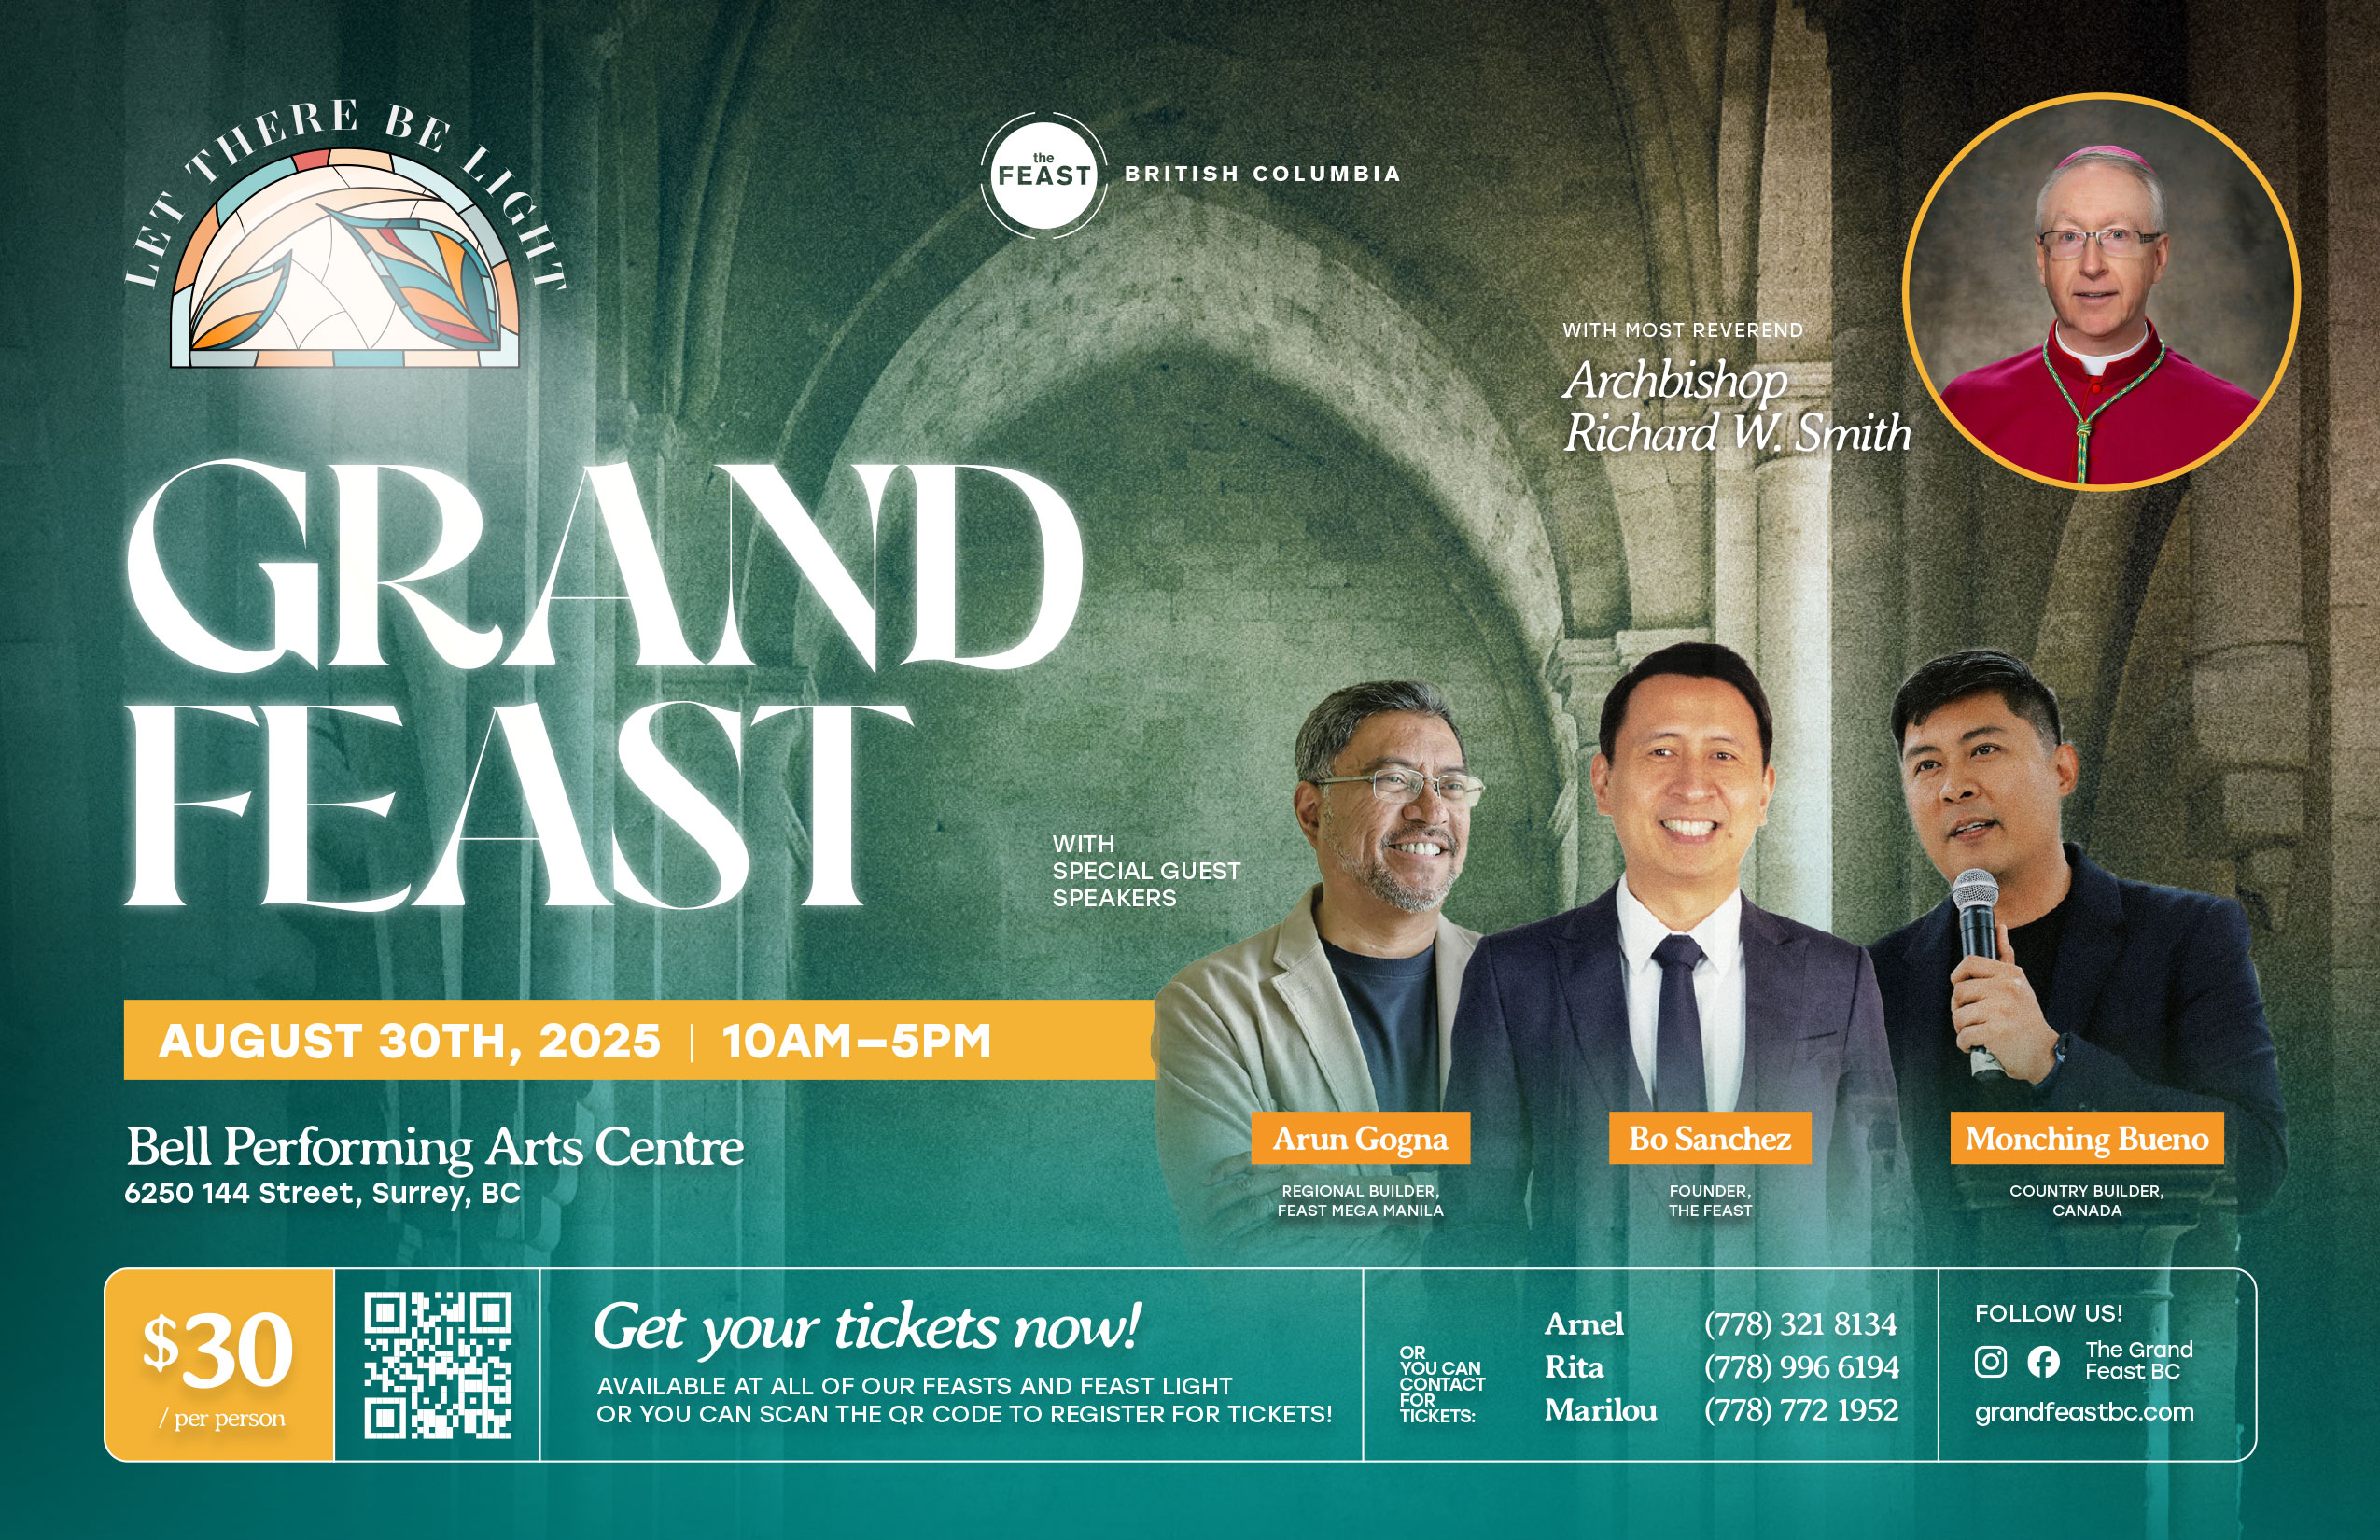 LET THERE BE LIGHT
the
FEAST
BRITISH COLUMBIA
WITH MOST REVEREND
Archbishop
Richard W. Smith
GRAND
FEAST
WITH
SPECIAL GUEST
SPEAKERS
AUGUST 30TH, 2025 | 10AM–5PM
Bell Performing Arts Centre
6250 144 Street, Surrey, BC
Arun Gogna
REGIONAL BUILDER,
FEAST MEGA MANILA
Bo Sanchez
FOUNDER,
THE FEAST
Monching Bueno
COUNTRY BUILDER,
CANADA
$30
/ per person
Get your tickets now!
AVAILABLE AT ALL OF OUR FEASTS AND FEAST LIGHT
OR YOU CAN SCAN THE QR CODE TO REGISTER FOR TICKETS!
OR
YOU CAN
CONTACT
FOR
TICKETS:
Arnel (778) 321 8134
Rita (778) 996 6194
Marilou (778) 772 1952
FOLLOW US!
The Grand
Feast BC
grandfeastbc.com